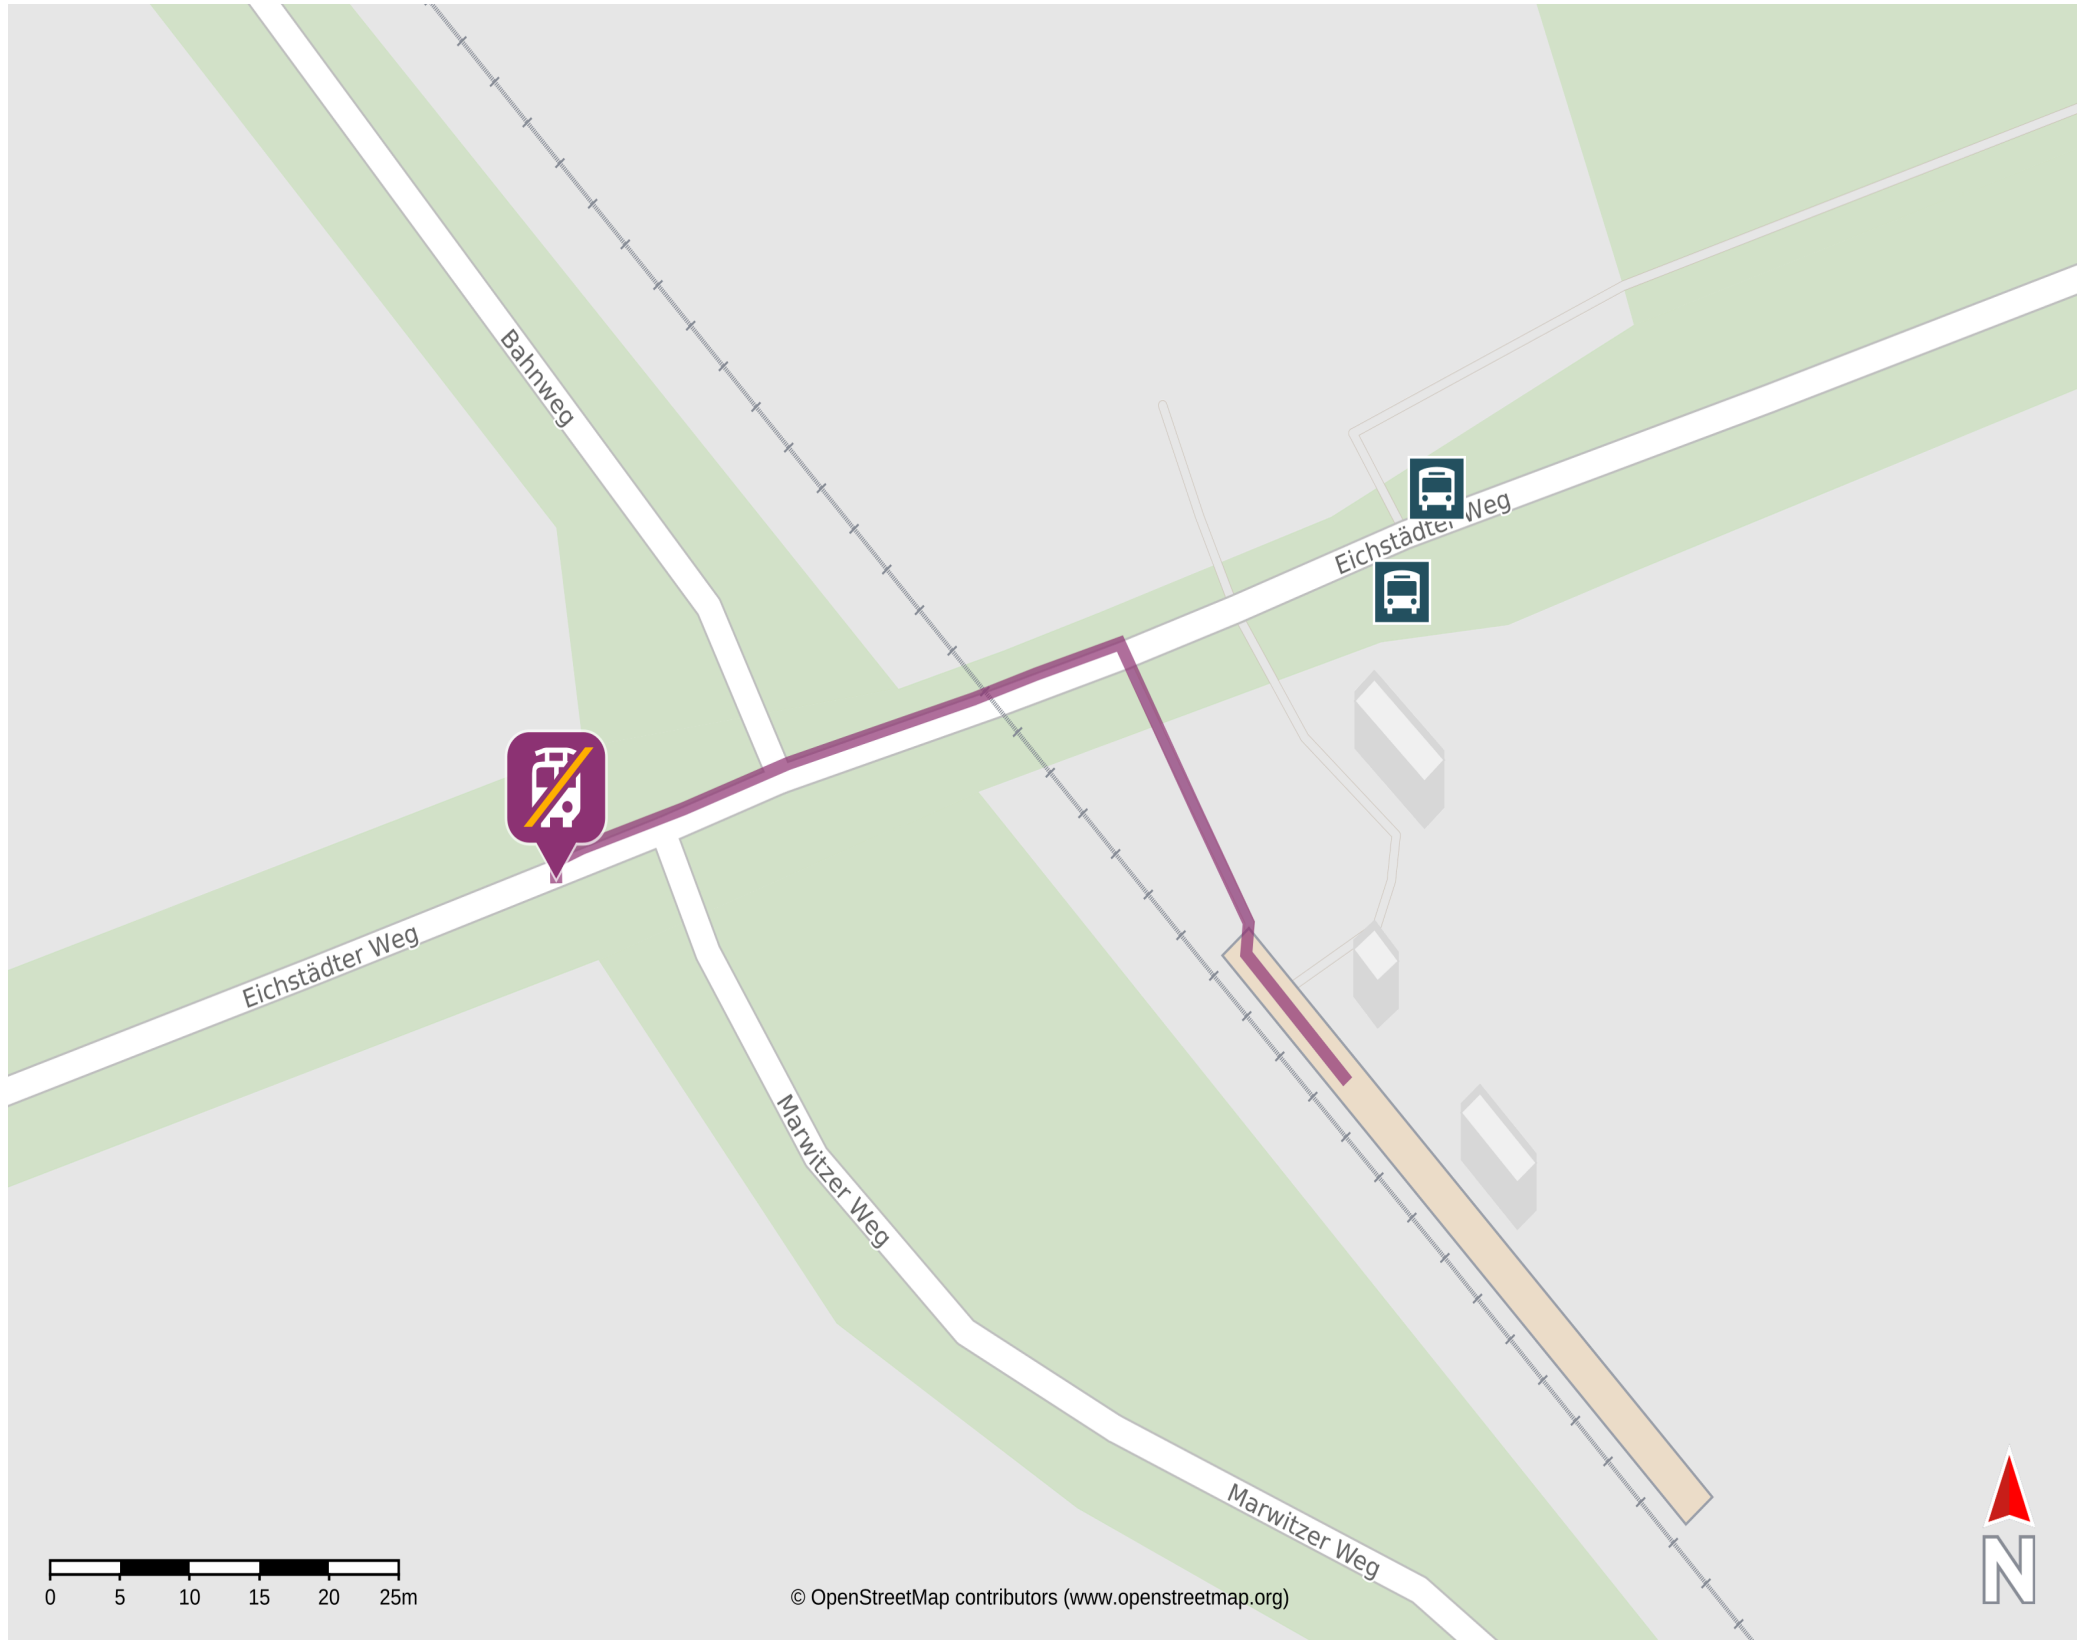 Bahnweg
Eichstädter Weg
Eichstädter Weg
Marwitzer Weg
Marwitzer Weg
N
0 5 10 15 20 25m
© OpenStreetMap contributors (www.openstreetmap.org)